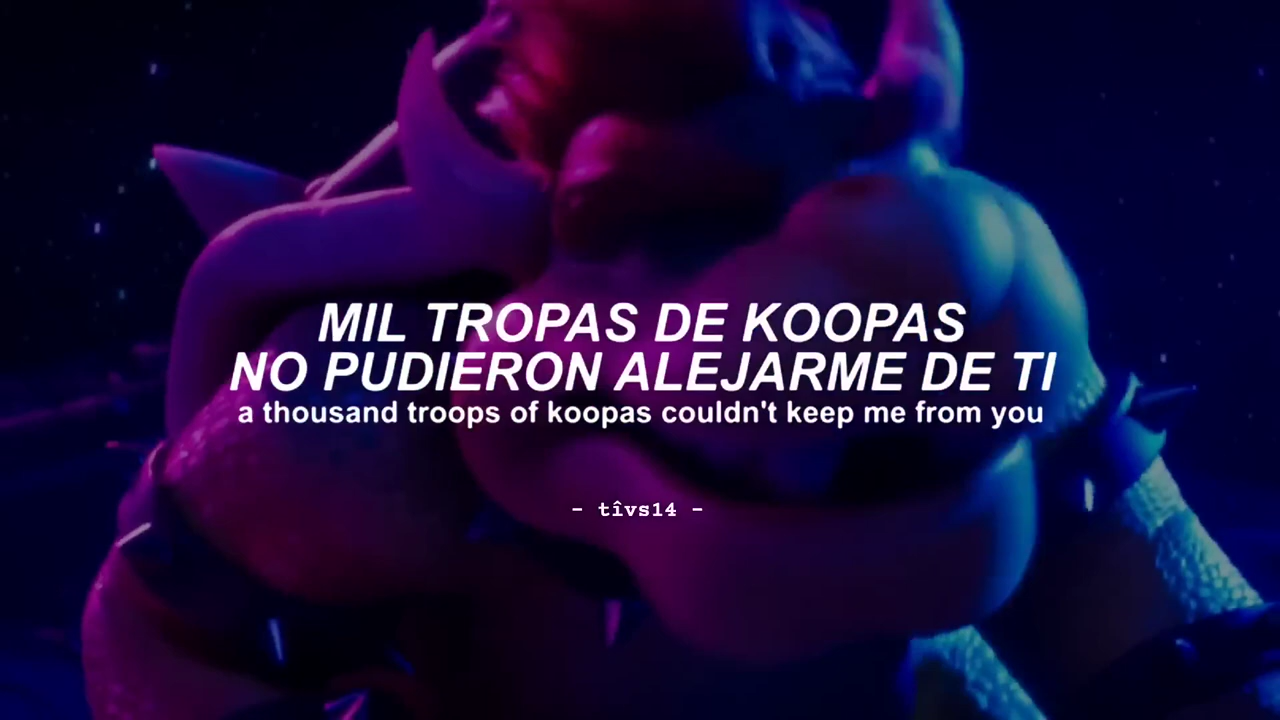 MIL TROPAS DE KOOPAS
NO PUDIERON ALEJARME DE TI
a thousand troops of koopas couldn't keep me from you
- tîvs14 -